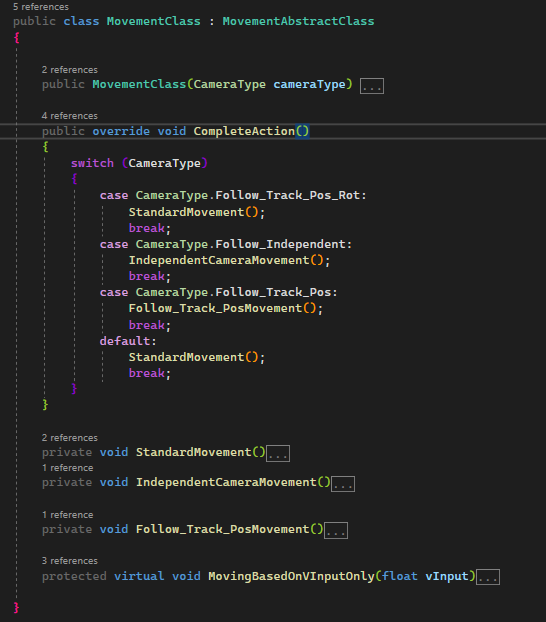 5 references
public class MovementClass : MovementAbstractClass
{
2 references
public MovementClass(CameraType cameraType) ...
4 references
public override void CompleteAction()
{
switch (CameraType)
{
case CameraType.Follow_Track_Pos_Rot:
StandardMovement();
break;
case CameraType.Follow_Independent:
IndependentCameraMovement();
break;
case CameraType.Follow_Track_Pos:
Follow_Track_PosMovement();
break;
default:
StandardMovement();
break;
}
}
2 references
private void StandardMovement()...
1 reference
private void IndependentCameraMovement()...
1 reference
private void Follow_Track_PosMovement()...
3 references
protected virtual void MovingBasedOnVInputOnly(float vInput)...
}